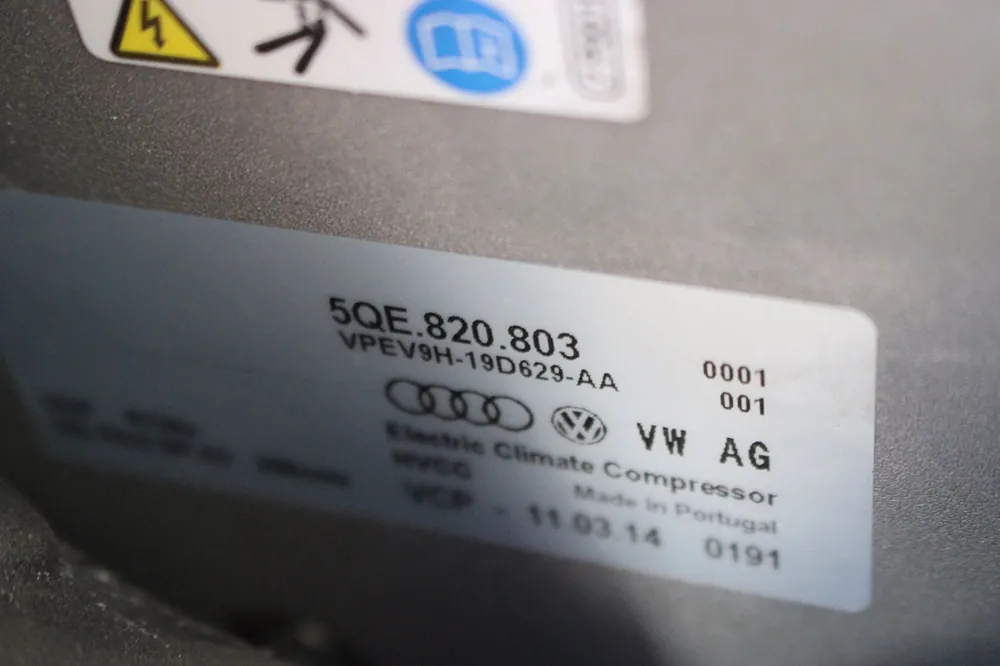 5QE.820.803
VPEV9H-19D629-AA
0001
001
VW AG
Electric Climate Compressor
HVCC
Made in Portugal
VCP - 11.03.14 0191